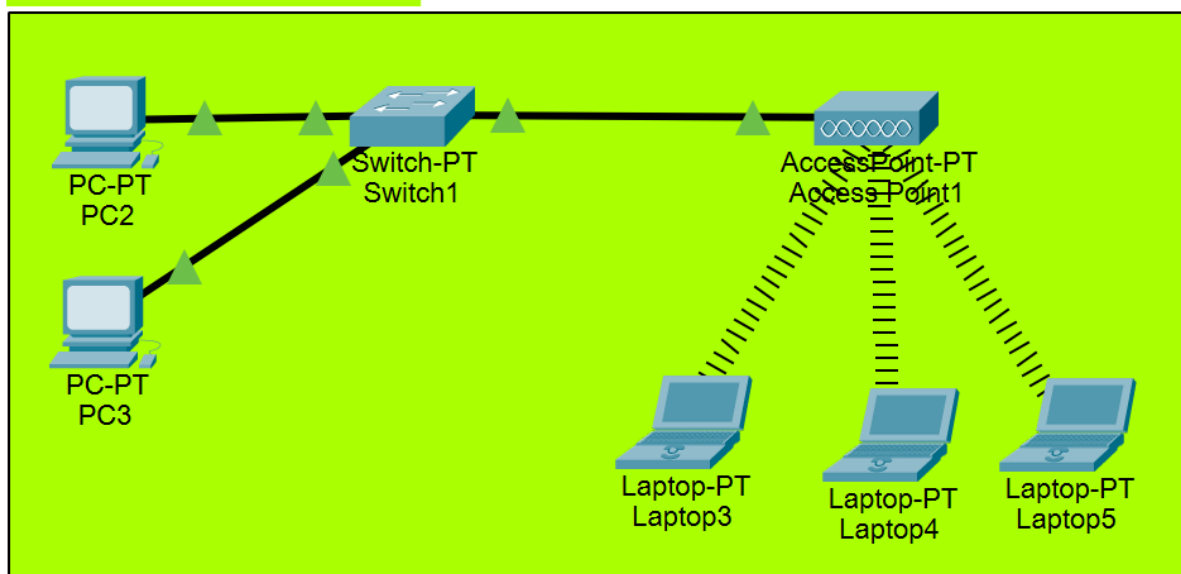 PC-PT
PC2
Switch-PT
Switch1
AccessPoint-PT
Access Point1
PC-PT
PC3
Laptop-PT
Laptop3
Laptop-PT
Laptop4
Laptop-PT
Laptop5